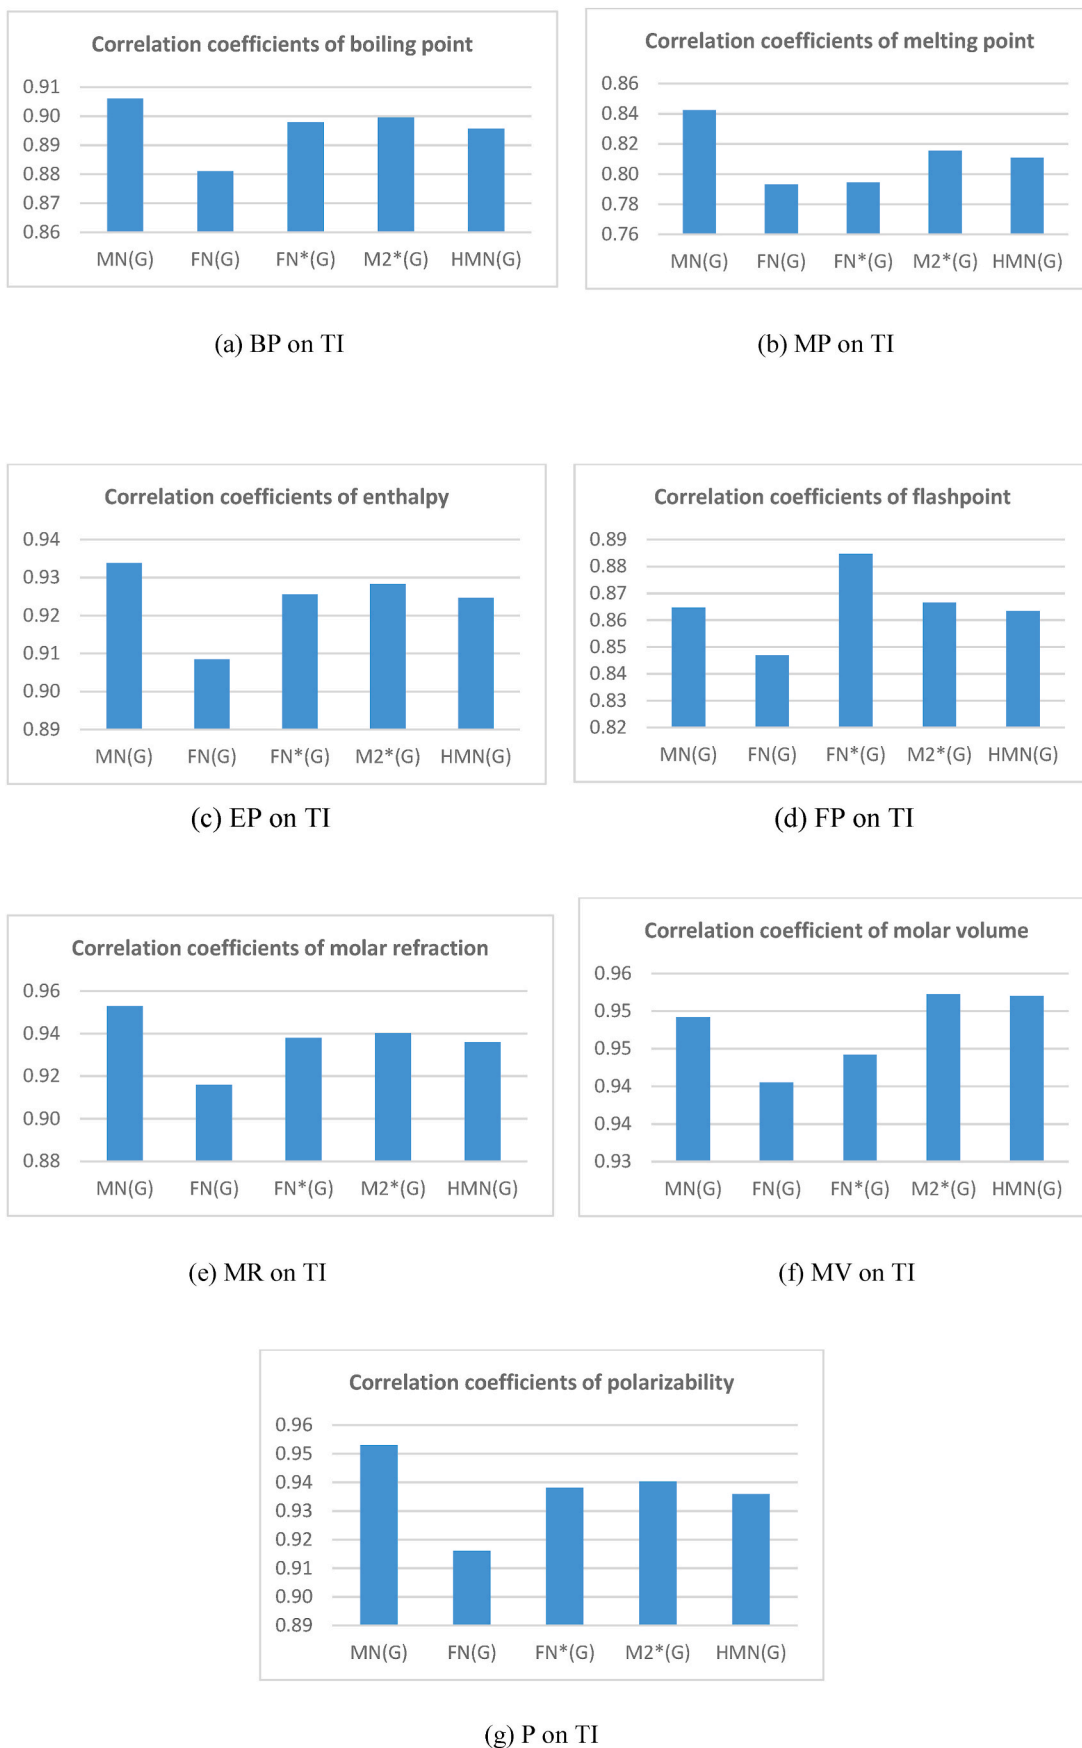 Correlation coefficients of boiling point
0.91
0.90
0.89
0.88
0.87
0.86
MN(G) FN(G) FN*(G) M2*(G) HMN(G)
(a) BP on TI
Correlation coefficients of melting point
0.86
0.84
0.82
0.80
0.78
0.76
MN(G) FN(G) FN*(G) M2*(G) HMN(G)
(b) MP on TI
Correlation coefficients of enthalpy
0.94
0.93
0.92
0.91
0.90
0.89
MN(G) FN(G) FN*(G) M2*(G) HMN(G)
(c) EP on TI
Correlation coefficients of flashpoint
0.89
0.88
0.87
0.86
0.85
0.84
0.83
0.82
MN(G) FN(G) FN*(G) M2*(G) HMN(G)
(d) FP on TI
Correlation coefficients of molar refraction
0.96
0.94
0.92
0.90
0.88
MN(G) FN(G) FN*(G) M2*(G) HMN(G)
(e) MR on TI
Correlation coefficient of molar volume
0.96
0.95
0.95
0.94
0.94
0.93
MN(G) FN(G) FN*(G) M2*(G) HMN(G)
(f) MV on TI
Correlation coefficients of polarizability
0.96
0.95
0.94
0.93
0.92
0.91
0.90
0.89
MN(G) FN(G) FN*(G) M2*(G) HMN(G)
(g) P on TI